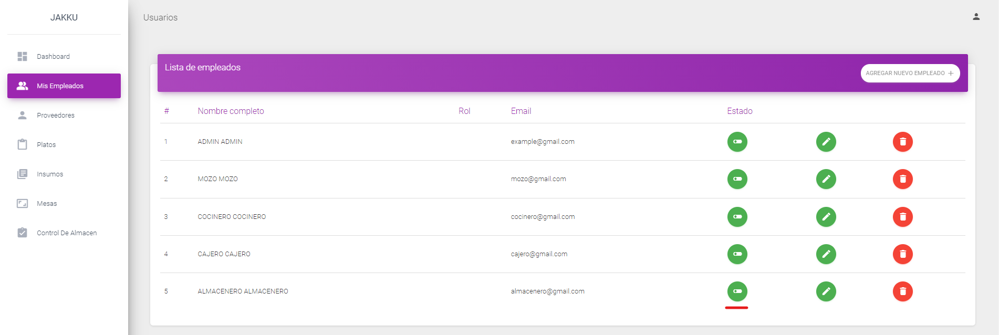 JAKKU
Usuarios
Dashboard
Mis Empleados
Proveedores
Platos
Insumos
Mesas
Control De Almacen
Lista de empleados
AGREGAR NUEVO EMPLEADO +
# Nombre completo Rol Email Estado
1 ADMIN ADMIN example@gmail.com
2 MOZO MOZO mozo@gmail.com
3 COCINERO COCINERO cocinero@gmail.com
4 CAJERO CAJERO cajero@gmail.com
5 ALMACENERO ALMACENERO almacenero@gmail.com